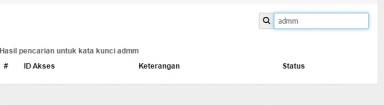 admm
Hasil pencarian untuk kata kunci admm
# ID Akses Keterangan Status